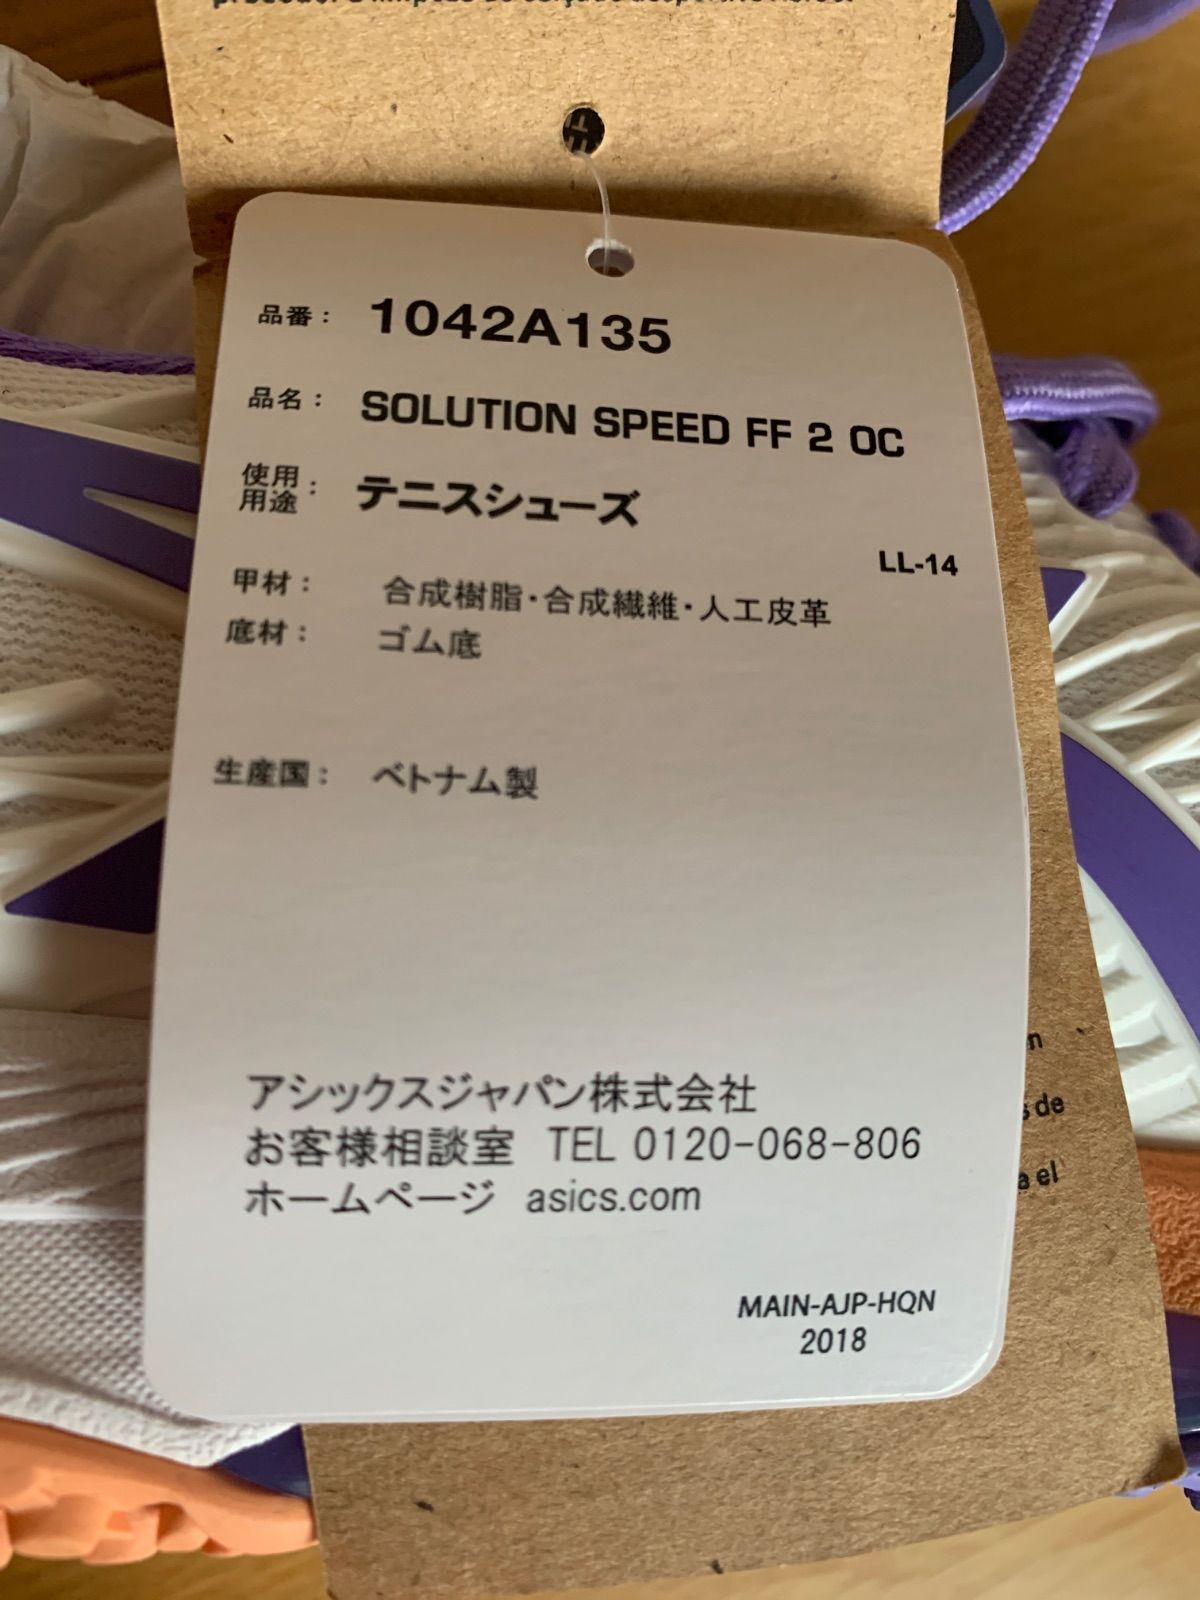 品番： 1042A135
品名： SOLUTION SPEED FF 2 OC
使用用途： テニスシューズ
LL-14
甲材： 合成樹脂・合成繊維・人工皮革
底材： ゴム底
生産国： ベトナム製
アシックスジャパン株式会社
お客様相談室 TEL 0120-068-806
ホームページ asics.com
MAIN-AJP-HQN
2018
de
el